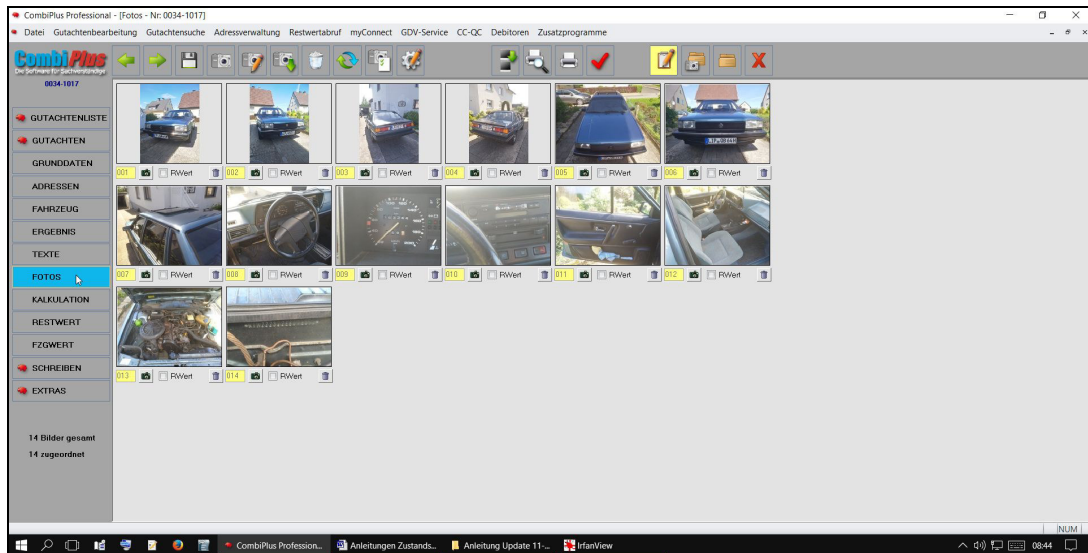 CombiPlus Professional - [Fotos - Nr: 0034-1017]
Datei Gutachtenbearbeitung Gutachtensuche Adressverwaltung Restwertabruf myConnect GDV-Service CC-QC Debitoren Zusatzprogramme
CombiPlus
Die Software für Sachverständige
0034-1017
GUTACHTENLISTE
GUTACHTEN
GRUNDDATEN
ADRESSEN
FAHRZEUG
ERGEBNIS
TEXTE
FOTOS
KALKULATION
RESTWERT
FZGWERT
SCHREIBEN
EXTRAS
14 Bilder gesamt
14 zugeordnet
001 RWert 002 RWert 003 RWert 004 RWert 005 RWert 006 RWert
007 RWert 008 RWert 009 RWert 010 RWert 011 RWert 012 RWert
013 RWert 014 RWert
NUM
CombiPlus Profession... Anleitungen Zustands... Anleitung Update 11-... IrfanView 08:44